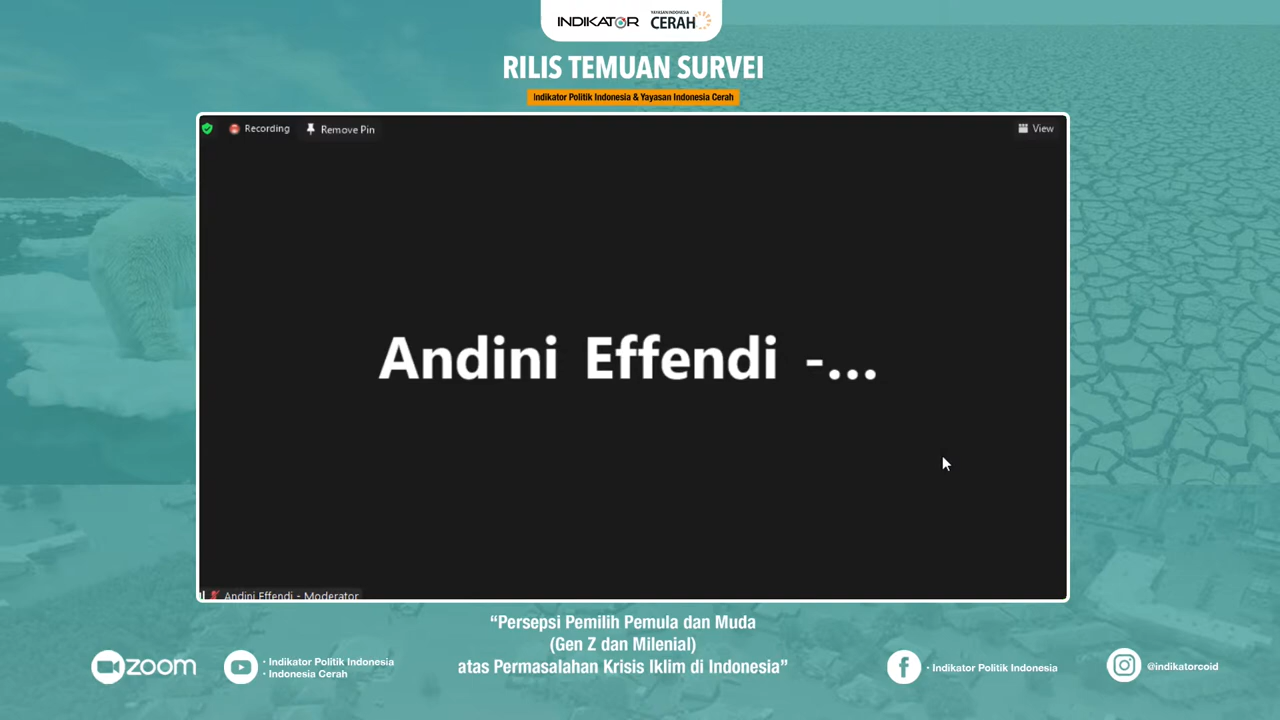 INDIKATOR
YAYASAN INDONESIA
CERAH
RILIS TEMUAN SURVEI
Indikator Politik Indonesia & Yayasan Indonesia Cerah
Recording
Remove Pin
View
Andini Effendi -...
Andini Effendi - Moderator
“Persepsi Pemilih Pemula dan Muda
(Gen Z dan Milenial)
atas Permasalahan Krisis Iklim di Indonesia”
zoom
· Indikator Politik Indonesia
· Indonesia Cerah
· Indikator Politik Indonesia
@indikatorcoid